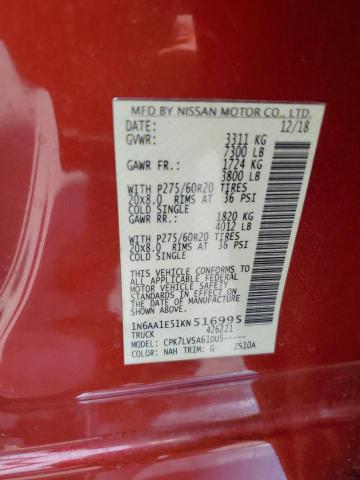 MFD BY NISSAN MOTOR CO., LTD.
DATE: 12/18
GVWR: 3311 KG
7300 LB
GAWR FR.: 1724 KG
3800 LB
WITH P275/60R20 TIRES
20X8.0 RIMS AT 36 PSI
COLD SINGLE
GAWR RR.: 1820 KG
4012 LB
WITH P275/60R20 TIRES
20X8.0 RIMS AT 36 PSI
COLD SINGLE
THIS VEHICLE CONFORMS TO
ALL APPLICABLE FEDERAL
MOTOR VEHICLE SAFETY
STANDARDS IN EFFECT ON
THE DATE OF MANUFACTURE
SHOWN ABOVE.
1N6AA1E51KN516995
TRUCK 426221
MODEL: CPK7LVSA61DUS-----
COLOR: NAH TRIM: G ZS10A